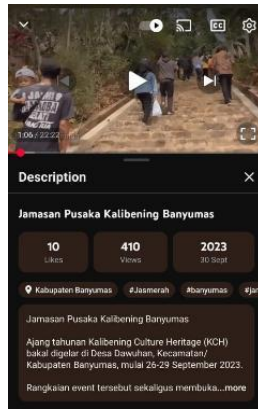 CC
1:06 / 22:22
Description
Jamasan Pusaka Kalibening Banyumas
10
Likes
410
Views
2023
30 Sept
Kabupaten Banyumas
#Jasmerah
#banyumas
#jar
Jamasan Pusaka Kalibening Banyumas
Ajang tahunan Kalibening Culture Heritage (KCH)
bakal digelar di Desa Dawuhan, Kecamatan/
Kabupaten Banyumas, mulai 26-29 September 2023.
Rangkaian event tersebut sekaligus membuka...more